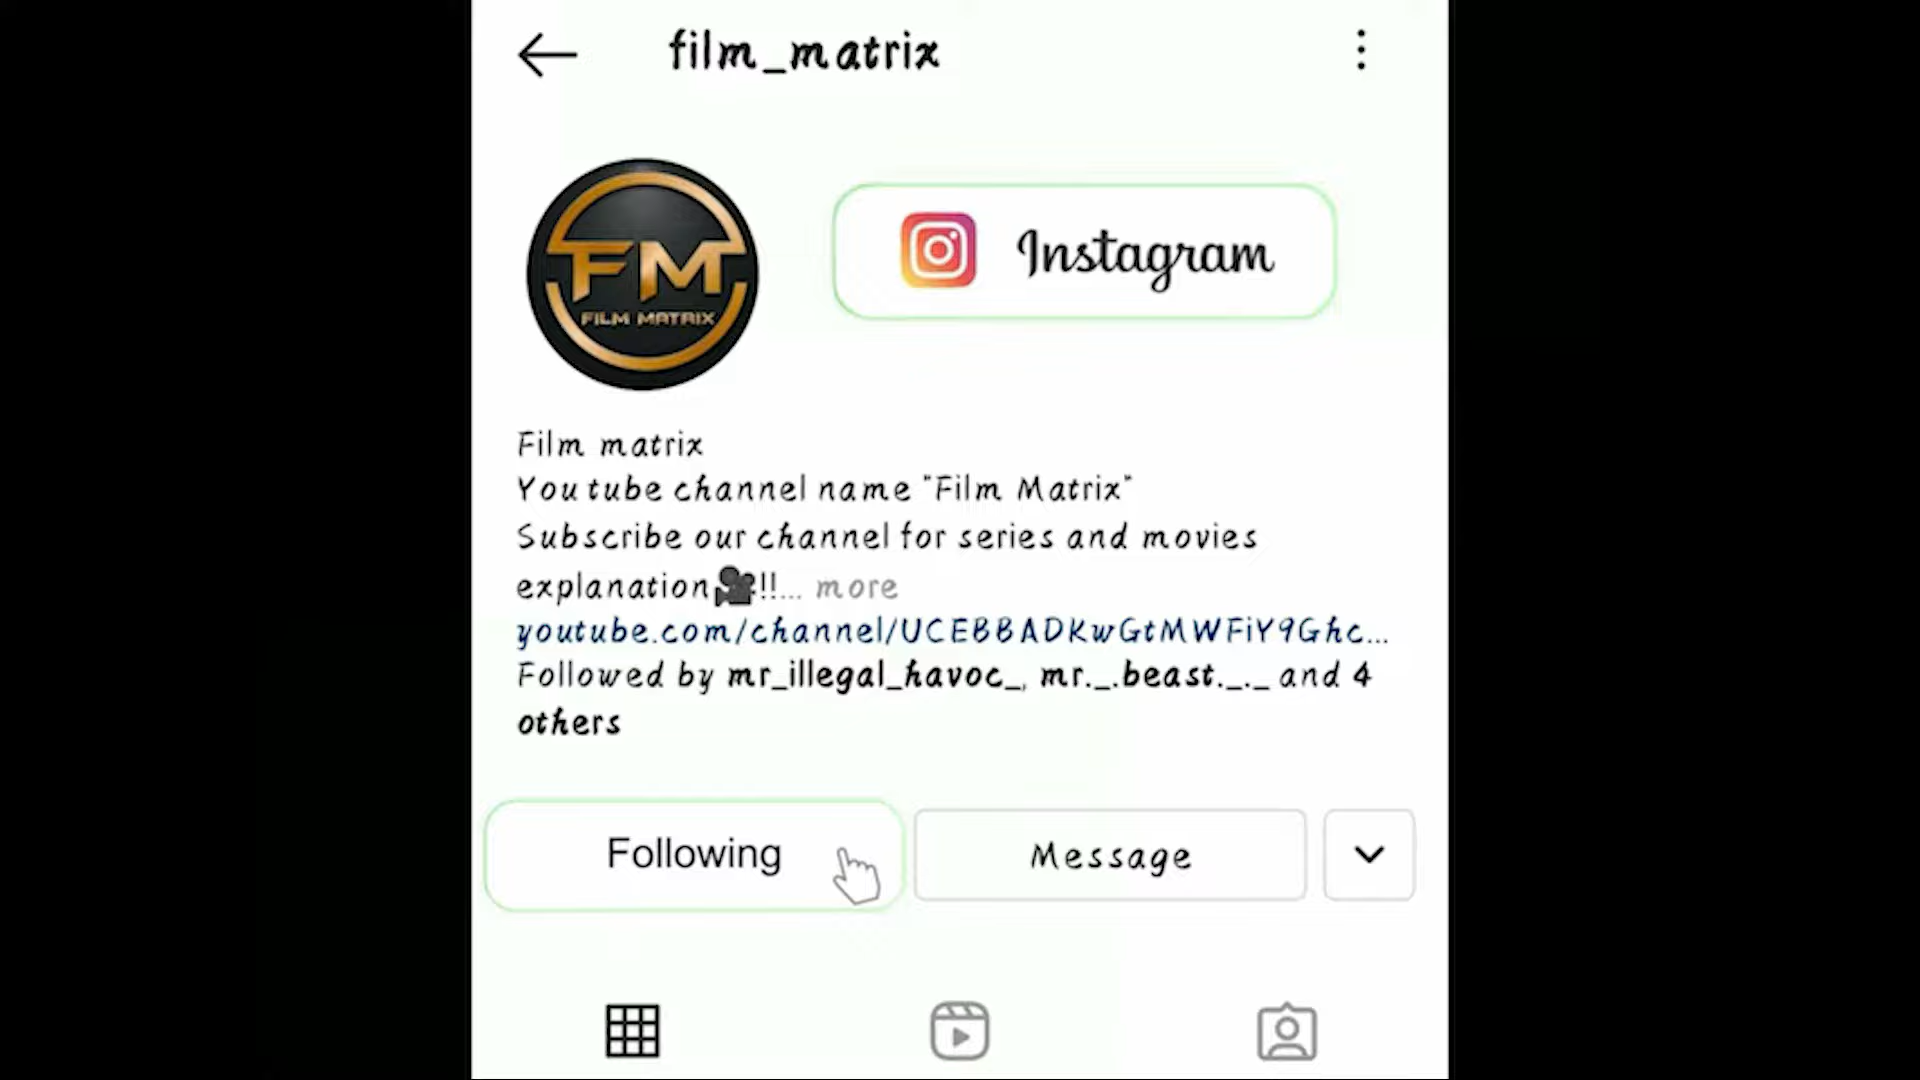 film_matrix
FM
FILM MATRIX
Instagram
Film matrix
You tube channel name "Film Matrix"
Subscribe our channel for series and movies
explanation🎥!!... more
youtube.com/channel/UCEBBADKwGtMWFiY9Ghc...
Followed by mr_illegal_havoc_, mr._.beast._._ and 4
others
Following
Message